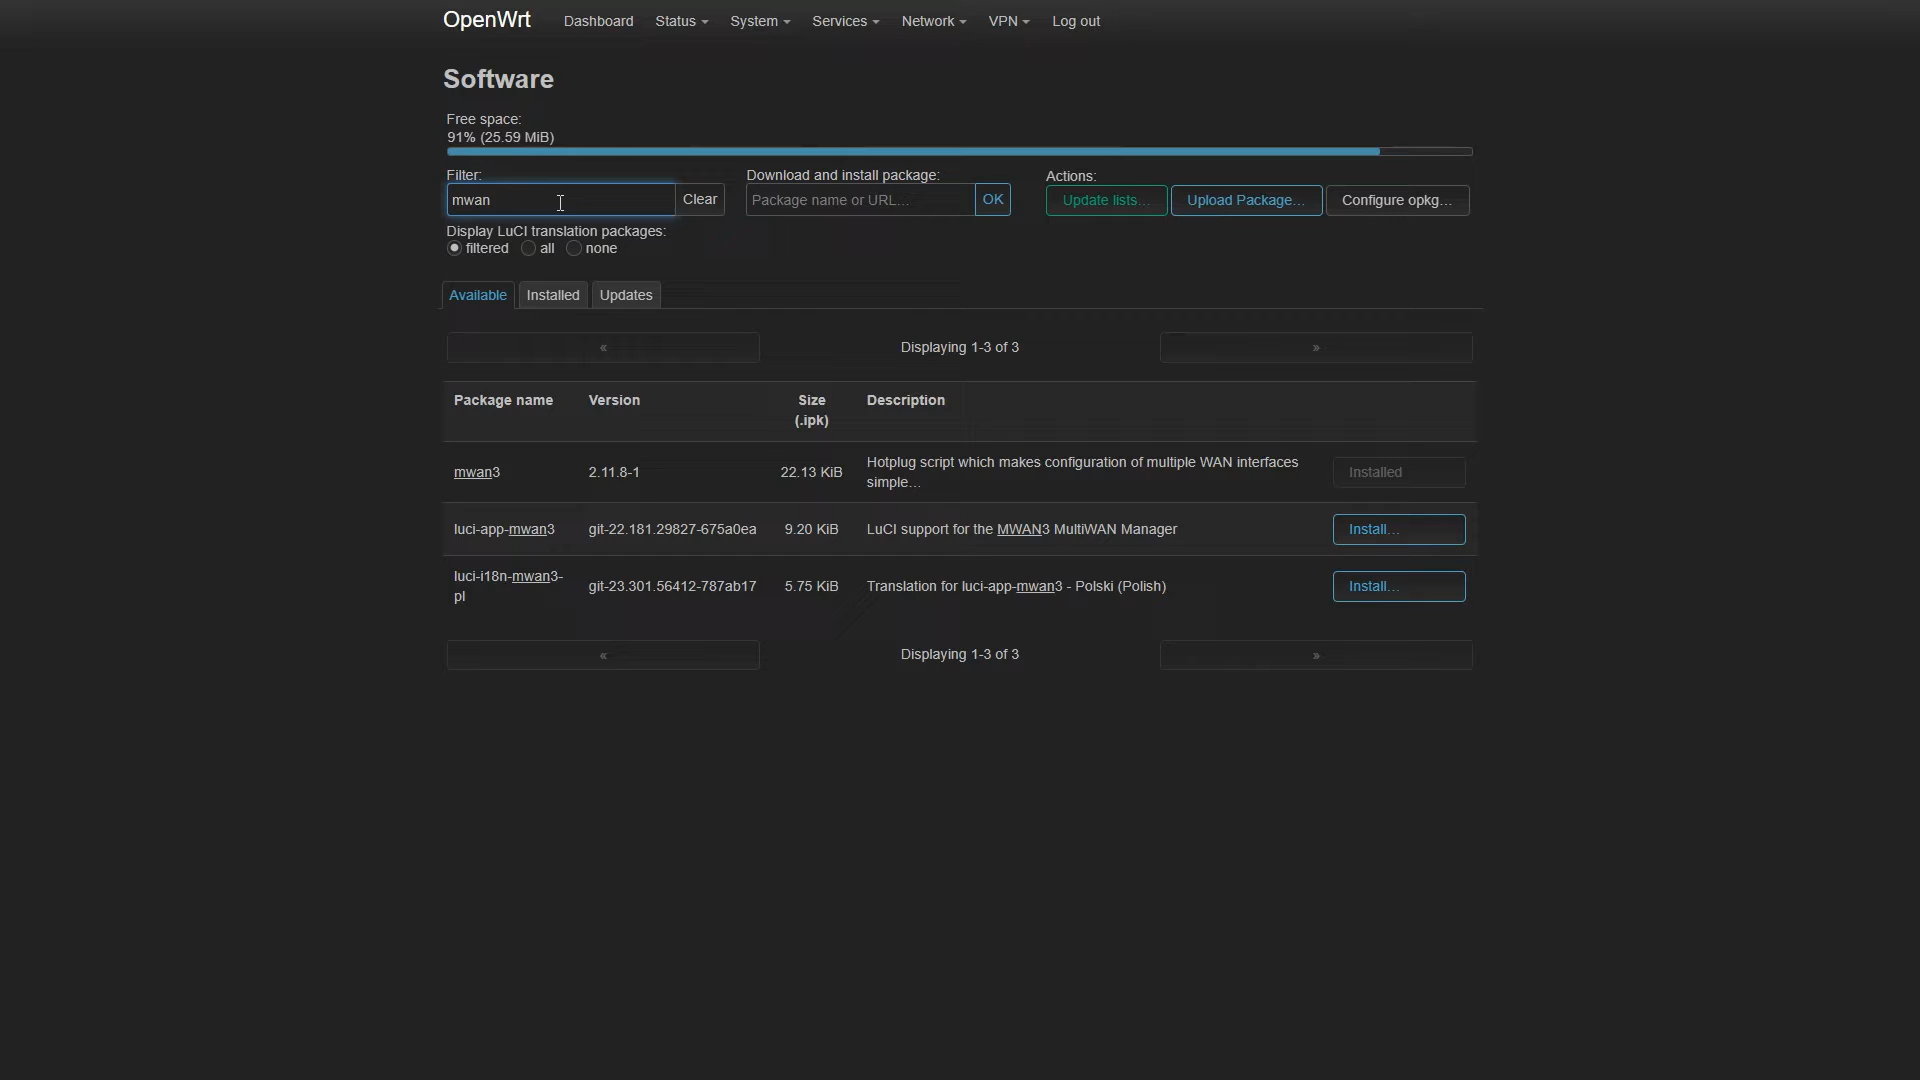 OpenWrt Dashboard Status System Services Network VPN Log out
Software
Free space:
91% (25.59 MiB)
Filter: Download and install package: Actions:
mwan Clear Package name or URL... OK Update lists... Upload Package... Configure opkg...
Display LuCI translation packages:
filtered all none
Available Installed Updates
« Displaying 1-3 of 3 »
Package name Version Size Description
(.ipk)
Hotplug script which makes configuration of multiple WAN interfaces
mwan3 2.11.8-1 22.13 KiB Installed
simple...
luci-app-mwan3 git-22.181.29827-675a0ea 9.20 KiB LuCI support for the MWAN3 MultiWAN Manager Install...
luci-i18n-mwan3-
git-23.301.56412-787ab17 5.75 KiB Translation for luci-app-mwan3 - Polski (Polish) Install...
pl
« Displaying 1-3 of 3 »